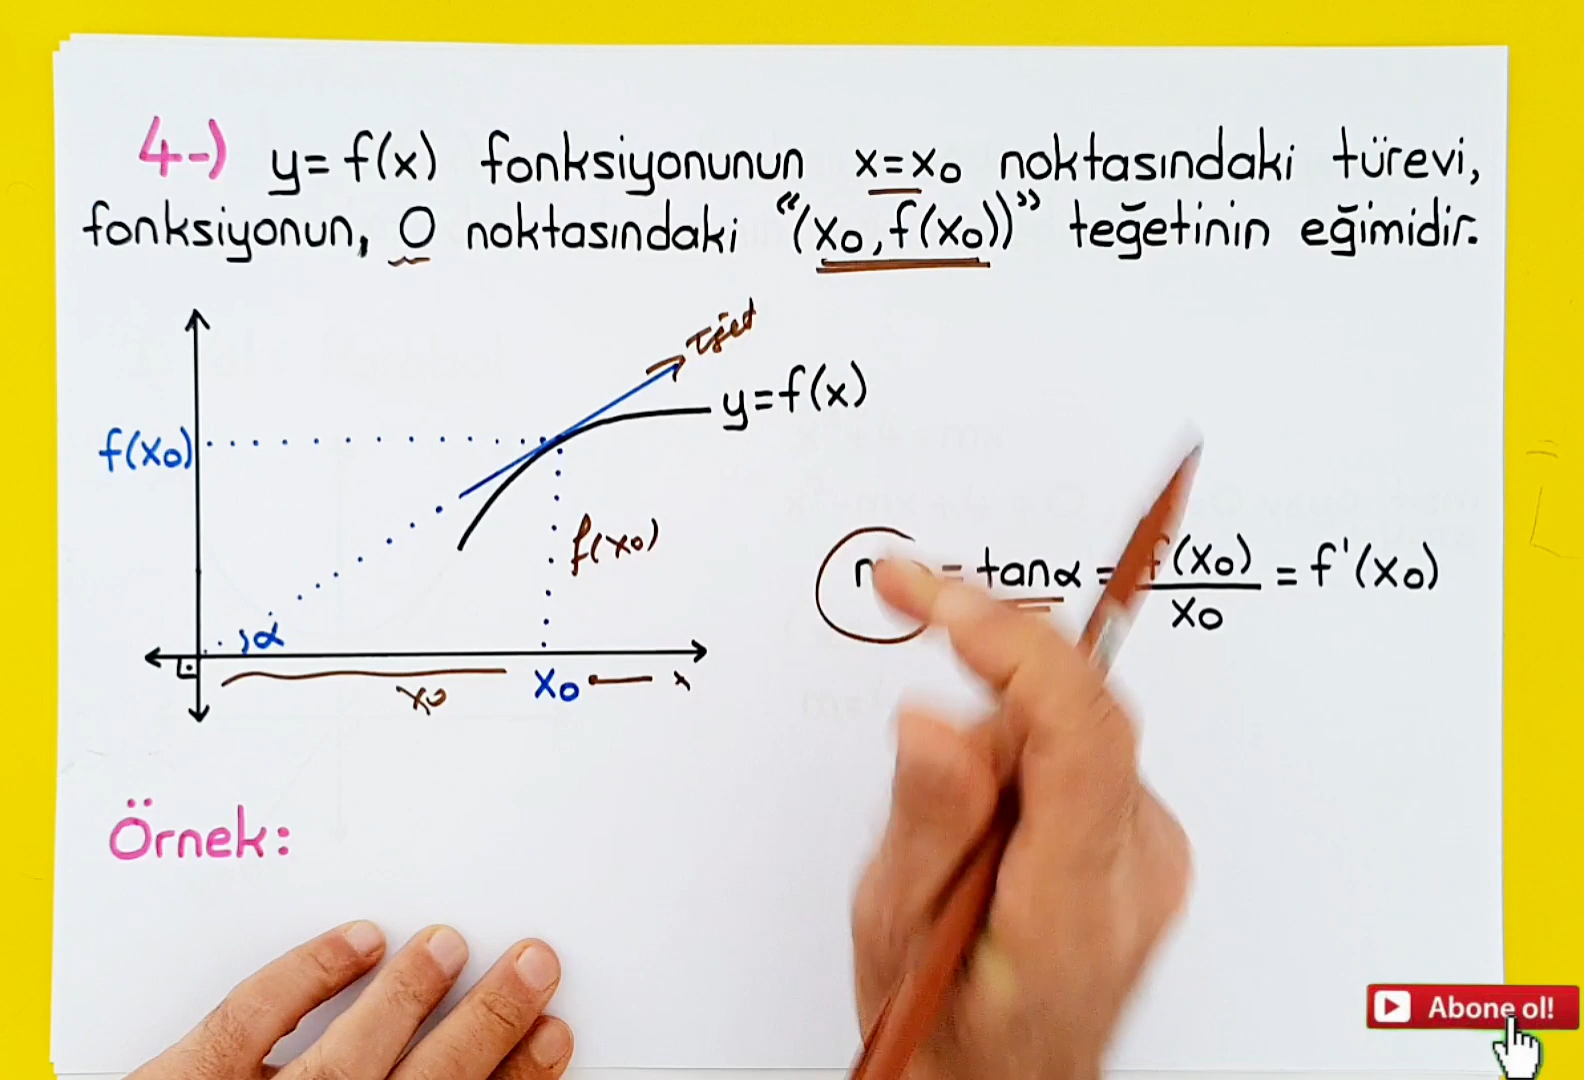 4-) y= f(x) fonksiyonunun x=x₀ noktasındaki türevi,
fonksiyonun, O noktasındaki "(x₀,f(x₀))" teğetinin eğimidir.
y=f(x)
f(x₀)
f(x₀)
= tanα = f(x₀)/x₀ = f'(x₀)
α
x₀
x₀
x
Örnek:
Abone ol!